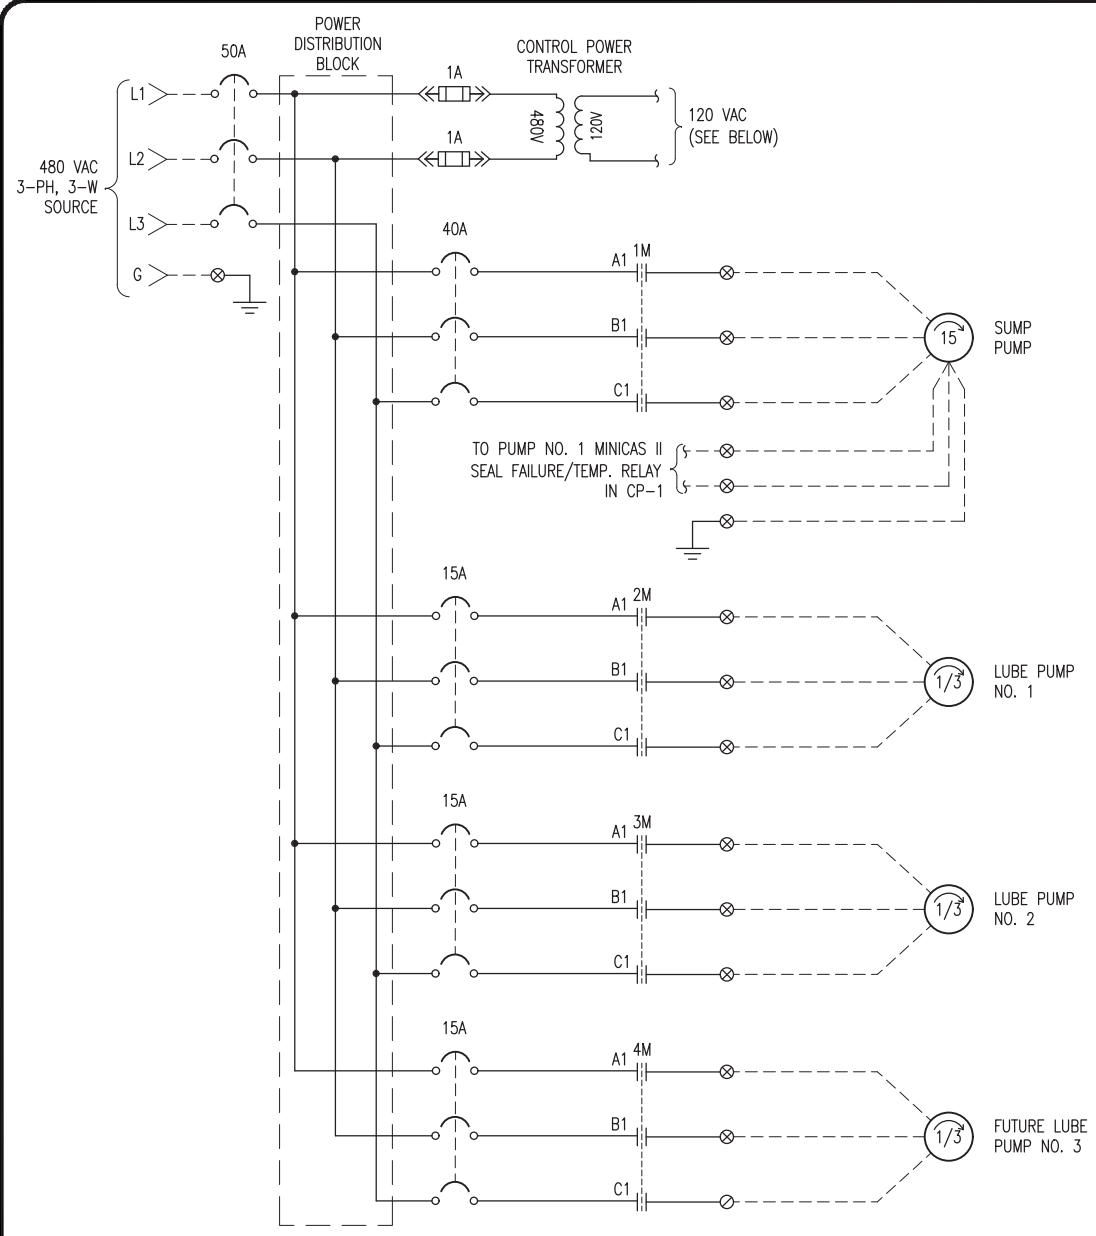 POWER
DISTRIBUTION
BLOCK
50A
CONTROL POWER
TRANSFORMER
1A
L1
480V
120V
120 VAC
(SEE BELOW)
1A
L2
480 VAC
3-PH, 3-W
SOURCE
L3
G
40A
1M
A1
B1
C1
15
SUMP
PUMP
TO PUMP NO. 1 MINICAS II
SEAL FAILURE/TEMP. RELAY
IN CP-1
15A
2M
A1
B1
C1
1/3
LUBE PUMP
NO. 1
15A
3M
A1
B1
C1
1/3
LUBE PUMP
NO. 2
15A
4M
A1
B1
C1
1/3
FUTURE LUBE
PUMP NO. 3